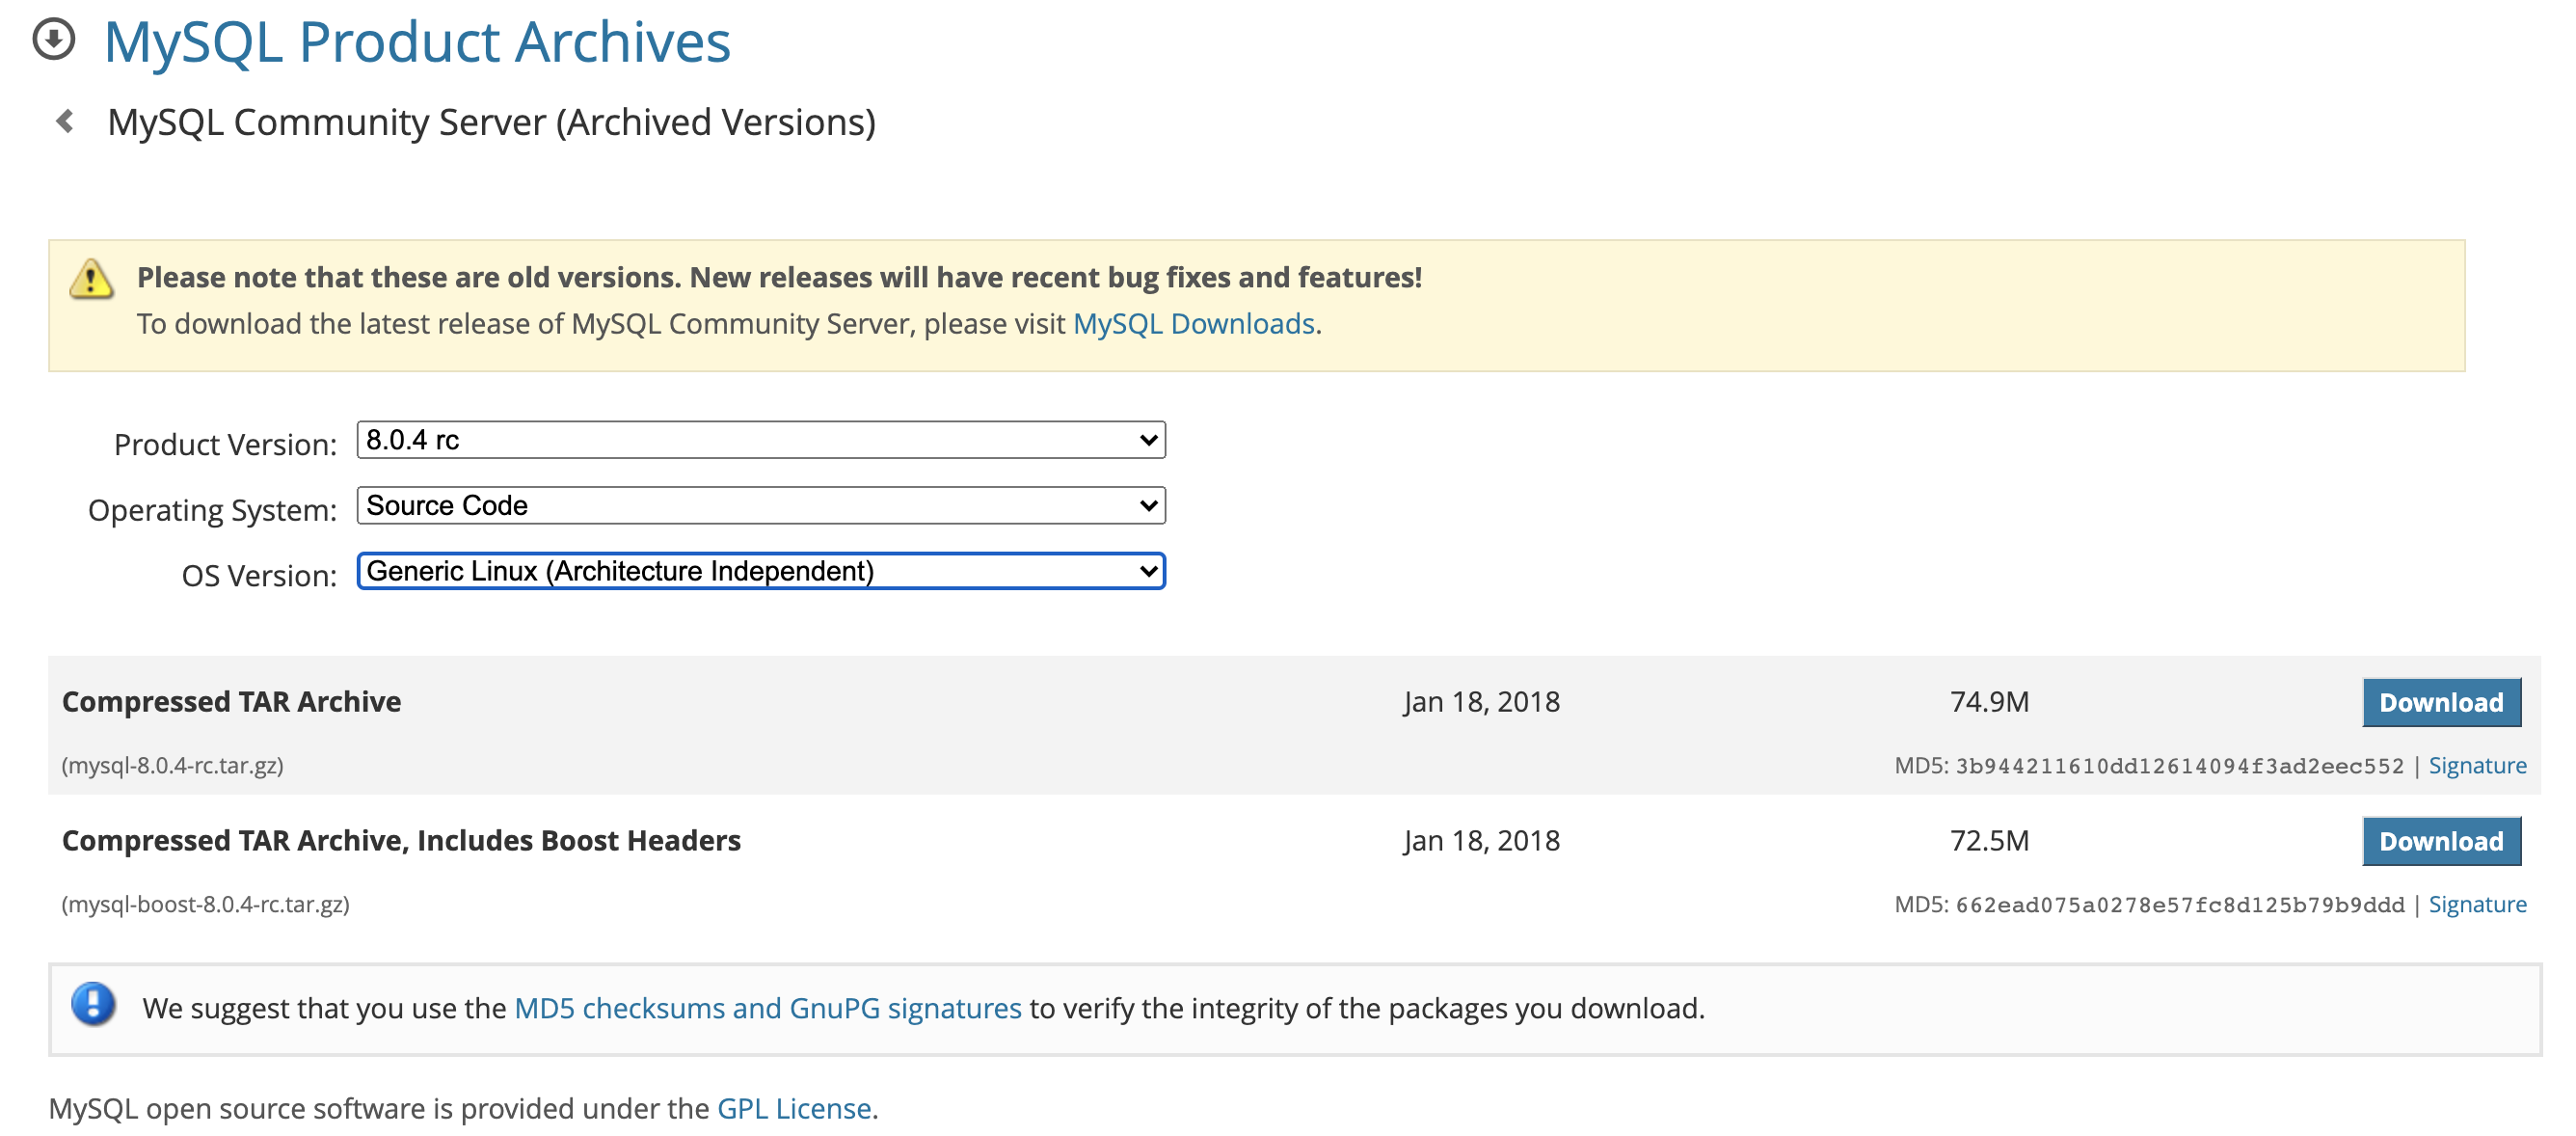 MySQL Product Archives
MySQL Community Server (Archived Versions)
Please note that these are old versions. New releases will have recent bug fixes and features!
To download the latest release of MySQL Community Server, please visit MySQL Downloads.
Product Version: 8.0.4 rc
Operating System: Source Code
OS Version: Generic Linux (Architecture Independent)
Compressed TAR Archive Jan 18, 2018 74.9M Download
(mysql-8.0.4-rc.tar.gz) MD5: 3b944211610dd12614094f3ad2eec552 | Signature
Compressed TAR Archive, Includes Boost Headers Jan 18, 2018 72.5M Download
(mysql-boost-8.0.4-rc.tar.gz) MD5: 662ead075a0278e57fc8d125b79b9ddd | Signature
We suggest that you use the MD5 checksums and GnuPG signatures to verify the integrity of the packages you download.
MySQL open source software is provided under the GPL License.